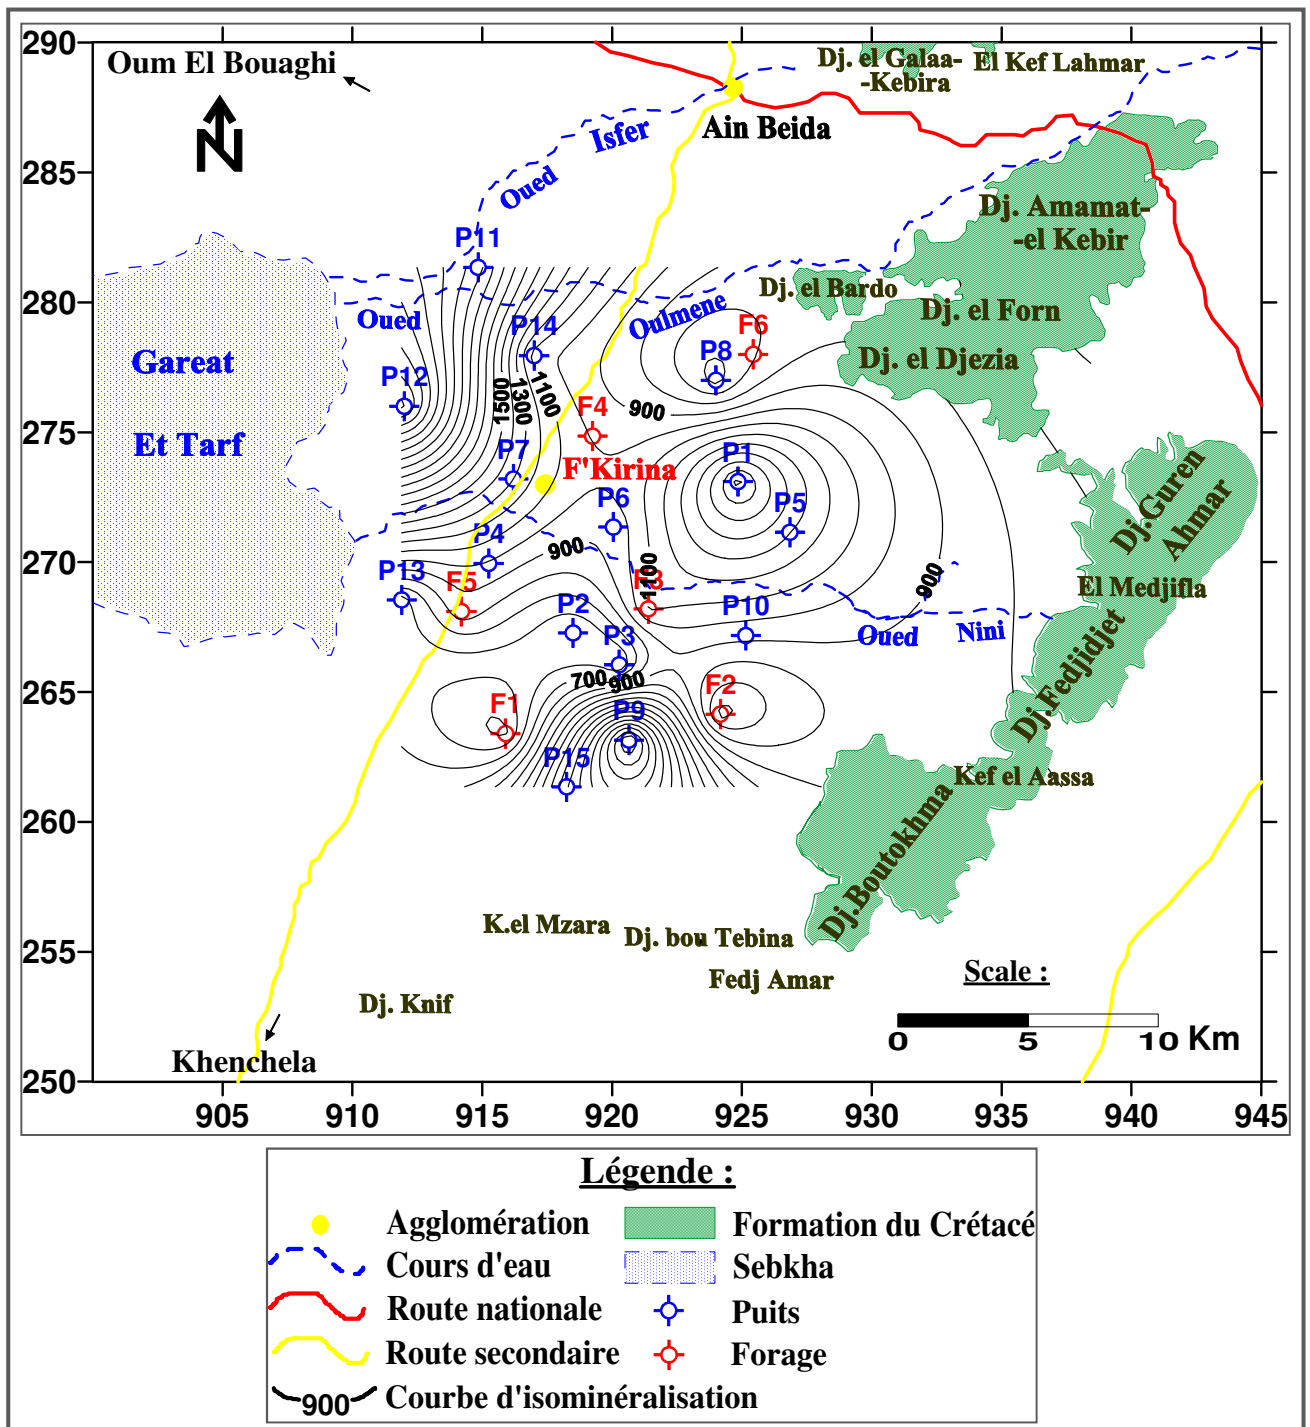 290
285
280
275
270
265
260
255
250
Oum El Bouaghi
N
Dj. el Galaa-
-Kebira
El Kef Lahmar
Ain Beida
Oued
Isfer
Dj. Amamat-
-el Kebir
P11
Dj. el Bardo
Dj. el Forn
Oued
Oulmene
P14
F6
P8
Dj. el Djezia
Gareat
Et Tarf
P12
1500
1300
1100
F4
900
P7
F'Kirina
P1
P6
P5
Dj.Guren
Ahmar
P4
900
P13
F5
1100
F3
900
El Medjifla
P2
P10
P3
Oued
Nini
Dj.Fedjidjet
700
900
F2
F1
P9
P15
Kef el Aassa
Dj.Boutokhma
K.el Mzara
Dj. bou Tebina
Fedj Amar
Dj. Knif
Scale :
0 5 10 Km
Khenchela
905 910 915 920 925 930 935 940 945
Légende :
Agglomération
Formation du Crétacé
Cours d'eau
Sebkha
Route nationale
Puits
Route secondaire
Forage
900
Courbe d'isominéralisation